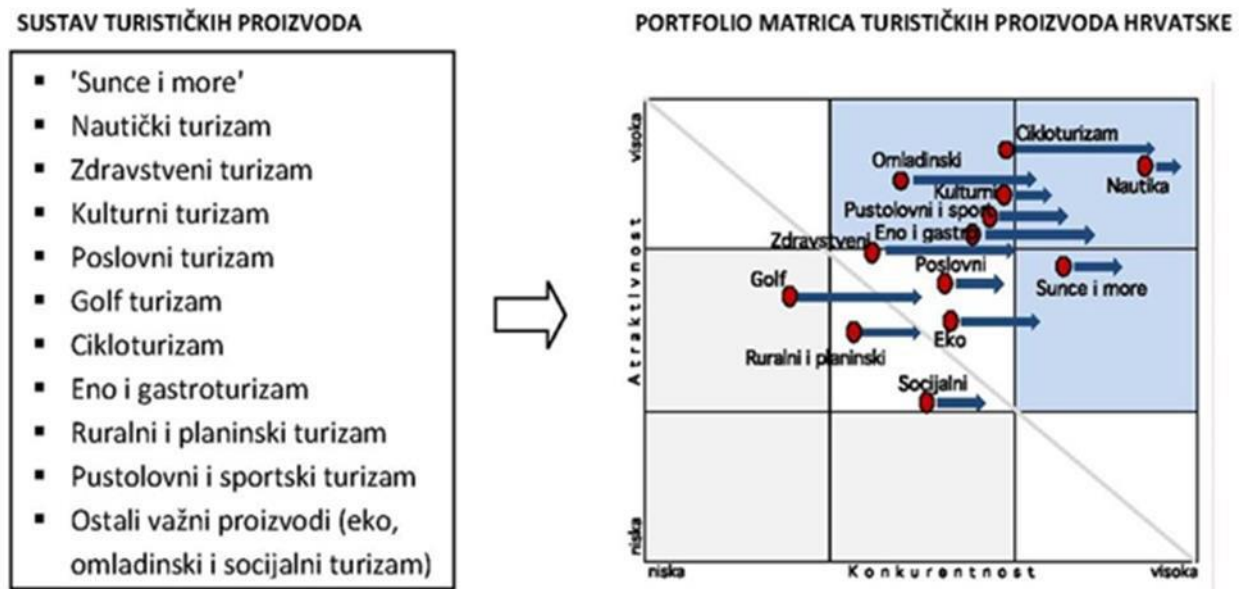 SUSTAV TURISTIČKIH PROIZVODA
'Sunce i more'
Nautički turizam
Zdravstveni turizam
Kulturni turizam
Poslovni turizam
Golf turizam
Cikloturizam
Eno i gastroturizam
Ruralni i planinski turizam
Pustolovni i sportski turizam
Ostali važni proizvodi (eko,
omladinski i socijalni turizam)
PORTFOLIO MATRICA TURISTIČKIH PROIZVODA HRVATSKE
visoka
Atraktivnost
niska
Cikloturizam
Omladinski
Nautika
Kulturni
Pustolovni i sport
Eno i gastro
Zdravstveni
Poslovni
Golf
Sunce i more
Eko
Ruralni i planinski
Socijalni
niska
Konkurentnost
visoka